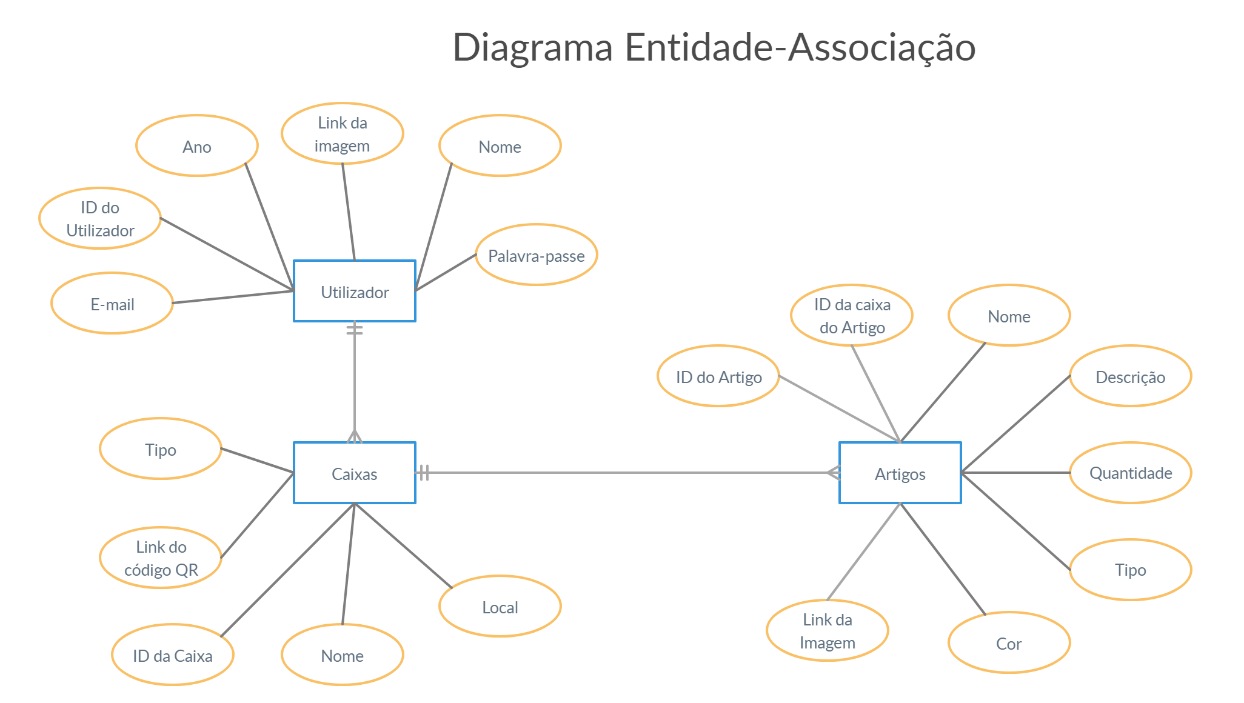 Diagrama Entidade-Associação
Ano
Link da
imagem
Nome
ID do
Utilizador
Palavra-passe
E-mail
Utilizador
ID da caixa
do Artigo
Nome
ID do Artigo
Descrição
Tipo
Caixas
Artigos
Quantidade
Link do
código QR
Tipo
Local
Link da
Imagem
Cor
ID da Caixa
Nome